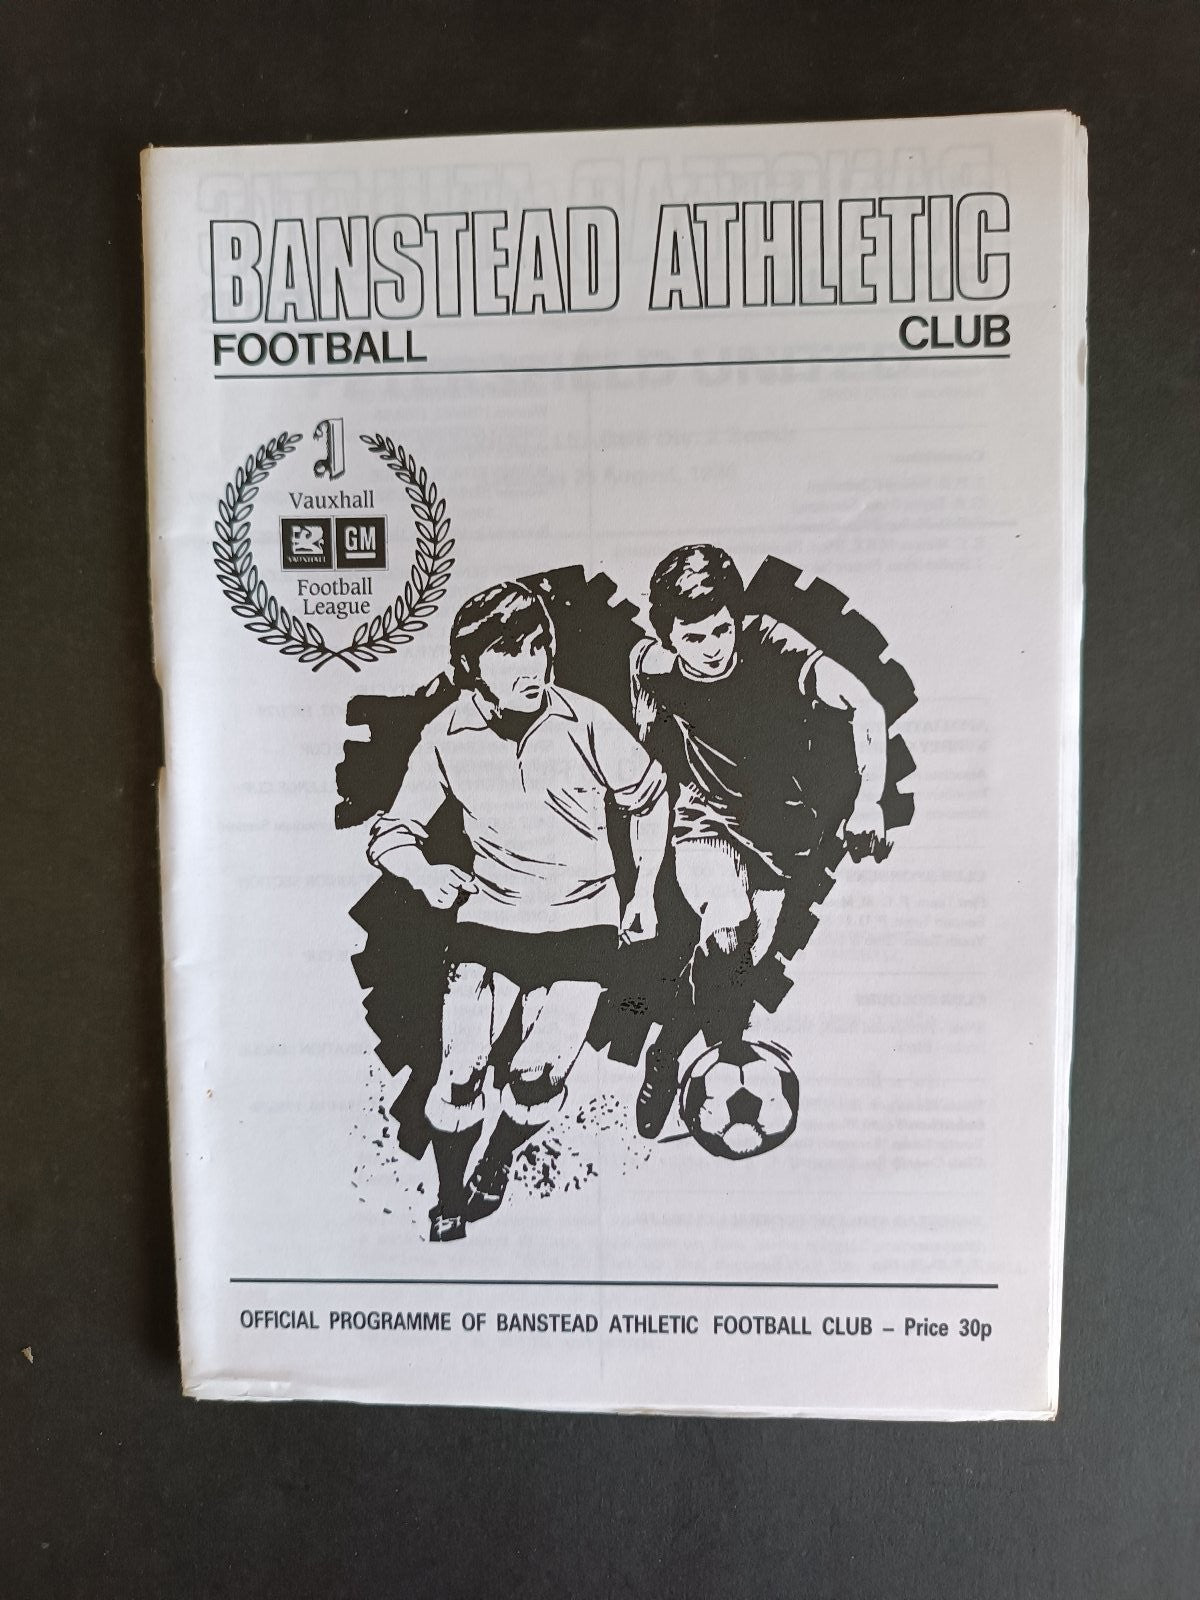 BANSTEAD ATHLETIC
FOOTBALL CLUB
Vauxhall
VAUXHALL GM
Football
League
OFFICIAL PROGRAMME OF BANSTEAD ATHLETIC FOOTBALL CLUB – Price 30p